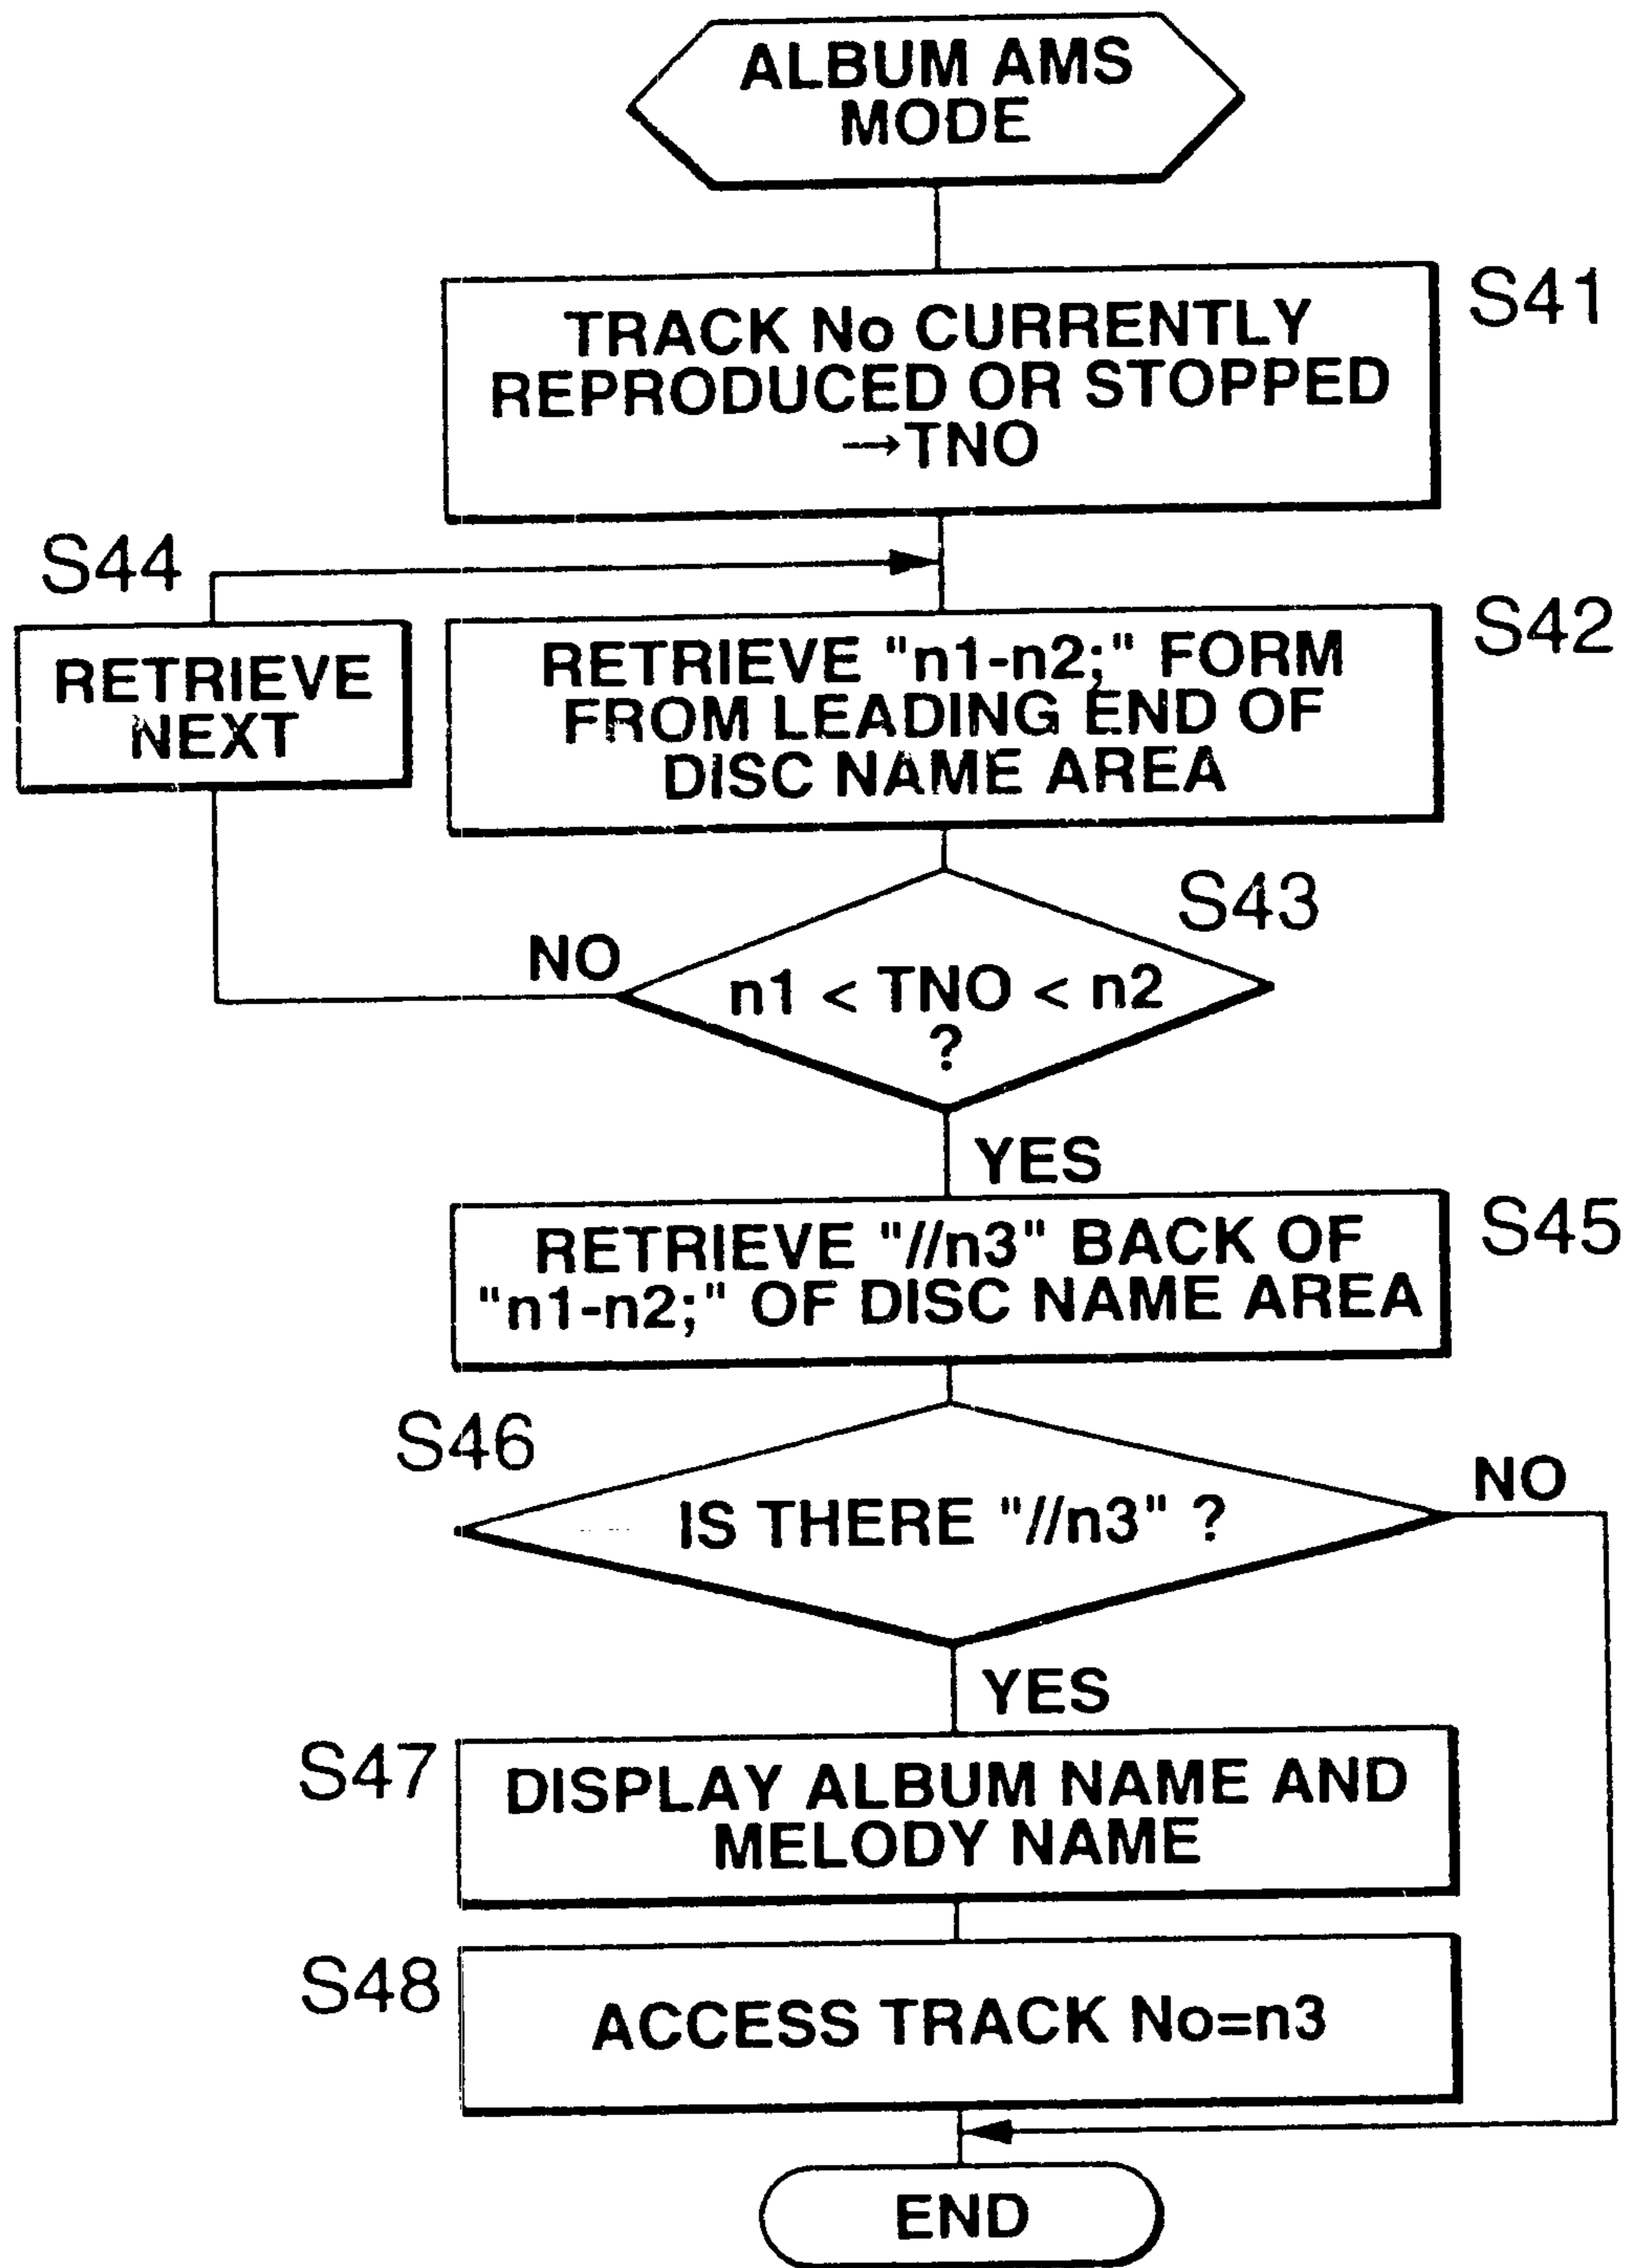 ALBUM AMS
MODE
S41
TRACK No CURRENTLY
REPRODUCED OR STOPPED
→TNO
S44
RETRIEVE
NEXT
S42
RETRIEVE "n1-n2;" FORM
FROM LEADING END OF
DISC NAME AREA
S43
NO
n1 < TNO < n2
?
YES
S45
RETRIEVE "//n3" BACK OF
"n1-n2;" OF DISC NAME AREA
S46
NO
IS THERE "//n3" ?
YES
S47
DISPLAY ALBUM NAME AND
MELODY NAME
S48
ACCESS TRACK No=n3
END